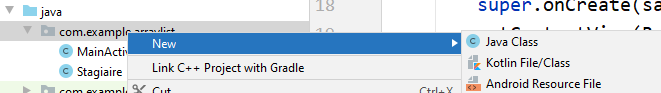 java
18
super.onCreate(sa
com.example.arraylist
New
Java Class
MainActiv
Kotlin File/Class
Stagiaire
Link C++ Project with Gradle
Android Resource File
com.example
Cut
Ctrl+X